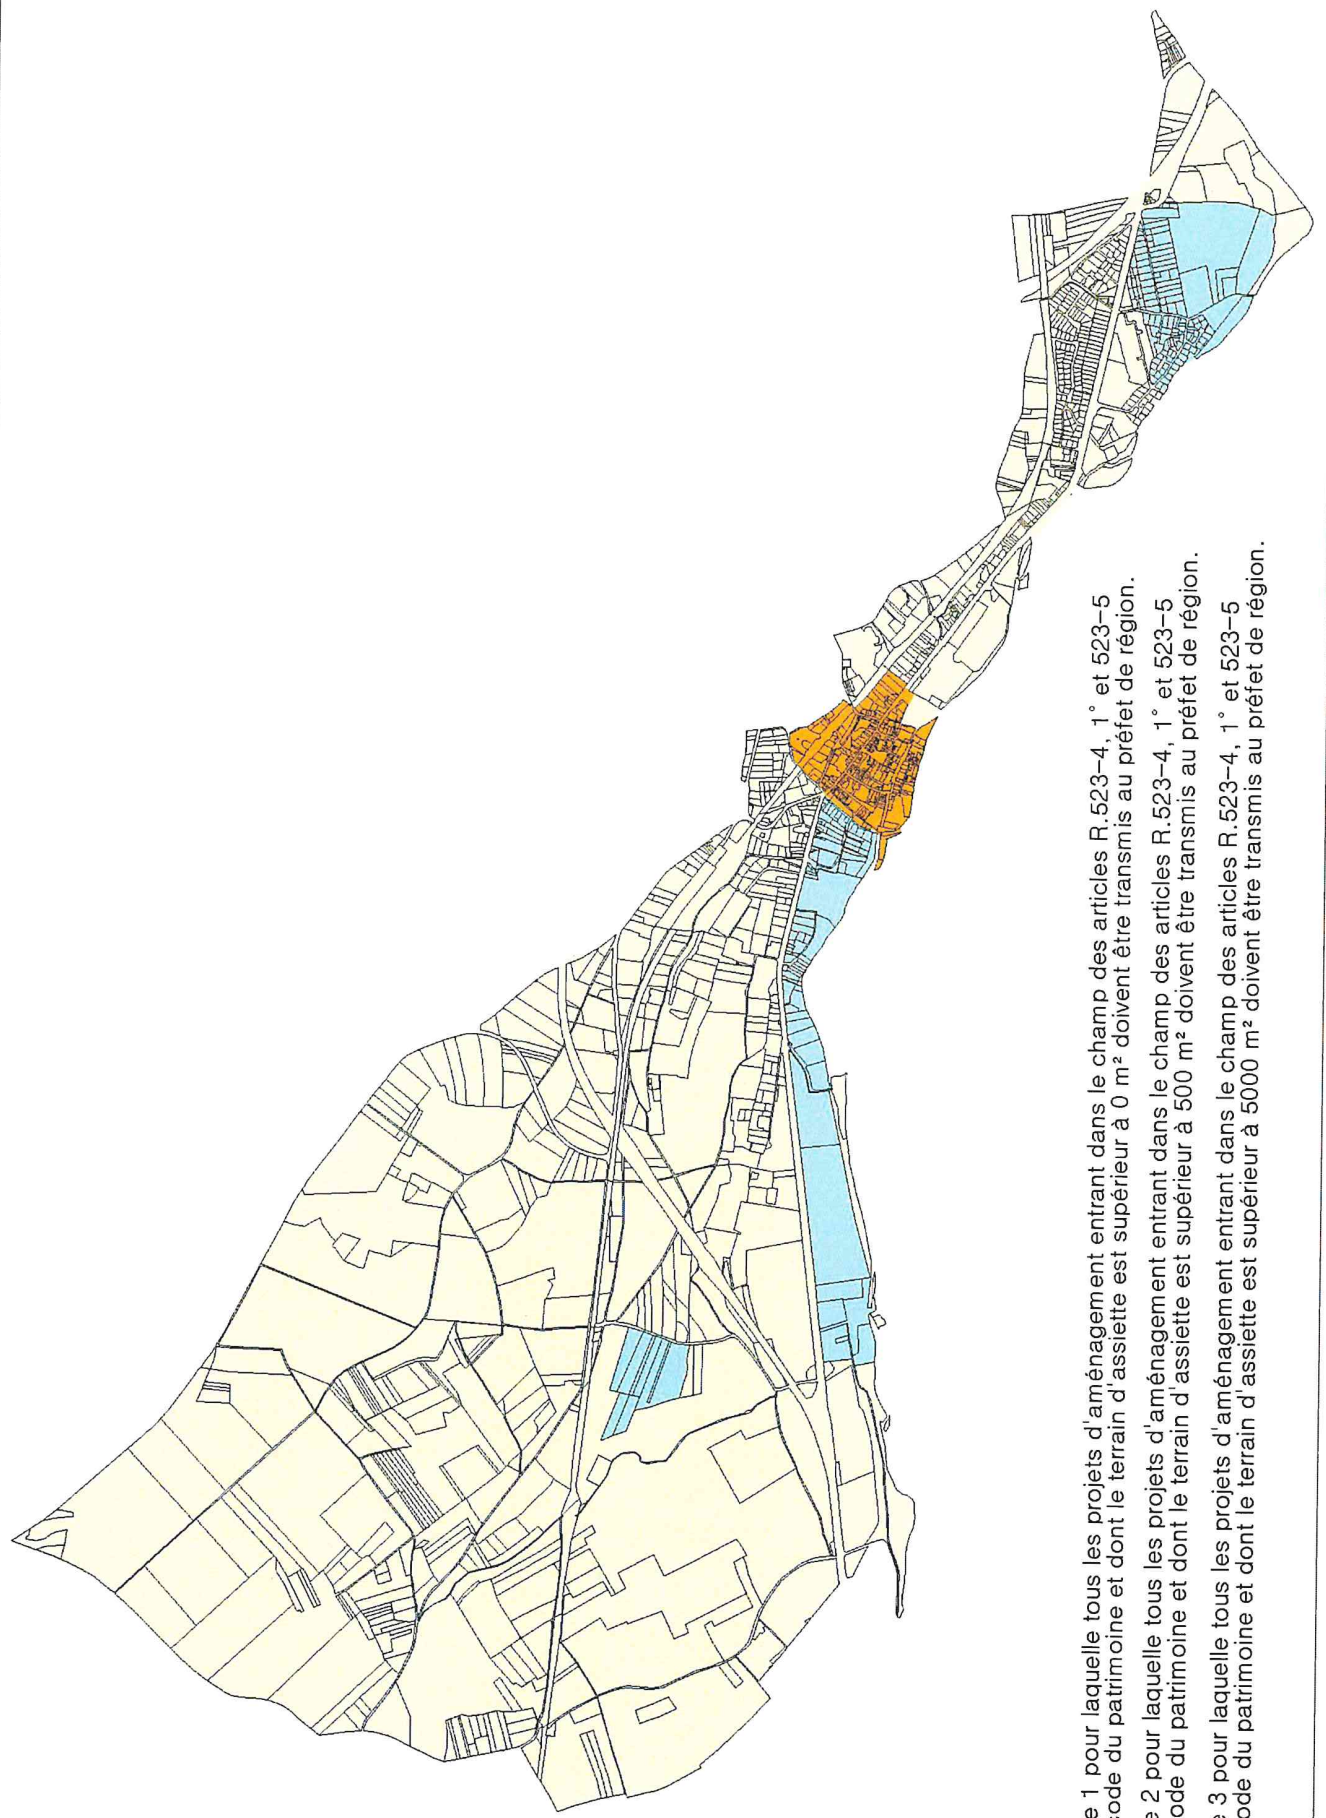 e 1 pour laquelle tous les projets d'aménagement entrant dans le champ des articles R.523-4, 1° et 523-5
code du patrimoine et dont le terrain d'assiette est supérieur à 0 m² doivent être transmis au préfet de région.
e 2 pour laquelle tous les projets d'aménagement entrant dans le champ des articles R.523-4, 1° et 523-5
ode du patrimoine et dont le terrain d'assiette est supérieur à 500 m² doivent être transmis au préfet de région.
e 3 pour laquelle tous les projets d'aménagement entrant dans le champ des articles R.523-4, 1° et 523-5
ode du patrimoine et dont le terrain d'assiette est supérieur à 5000 m² doivent être transmis au préfet de région.